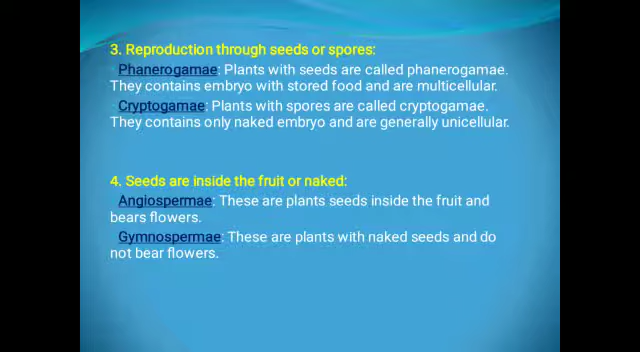 3. Reproduction through seeds or spores:
Phanerogamae: Plants with seeds are called phanerogamae.
They contains embryo with stored food and are multicellular.
Cryptogamae: Plants with spores are called cryptogamae.
They contains only naked embryo and are generally unicellular.
4. Seeds are inside the fruit or naked:
Angiospermae: These are plants seeds inside the fruit and
bears flowers.
Gymnospermae: These are plants with naked seeds and do
not bear flowers.